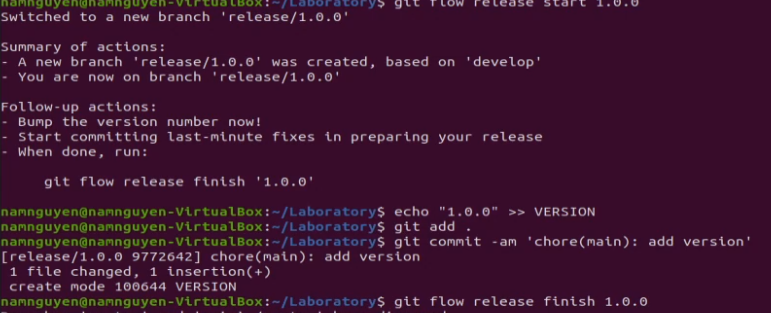 namnguyen@namnguyen-VirtualBox:~/Laboratory$ git flow release start 1.0.0
Switched to a new branch 'release/1.0.0'
Summary of actions:
- A new branch 'release/1.0.0' was created, based on 'develop'
- You are now on branch 'release/1.0.0'
Follow-up actions:
- Bump the version number now!
- Start committing last-minute fixes in preparing your release
- When done, run:
git flow release finish '1.0.0'
namnguyen@namnguyen-VirtualBox:~/Laboratory$ echo "1.0.0" >> VERSION
namnguyen@namnguyen-VirtualBox:~/Laboratory$ git add .
namnguyen@namnguyen-VirtualBox:~/Laboratory$ git commit -am 'chore(main): add version'
[release/1.0.0 9772642] chore(main): add version
1 file changed, 1 insertion(+)
create mode 100644 VERSION
namnguyen@namnguyen-VirtualBox:~/Laboratory$ git flow release finish 1.0.0